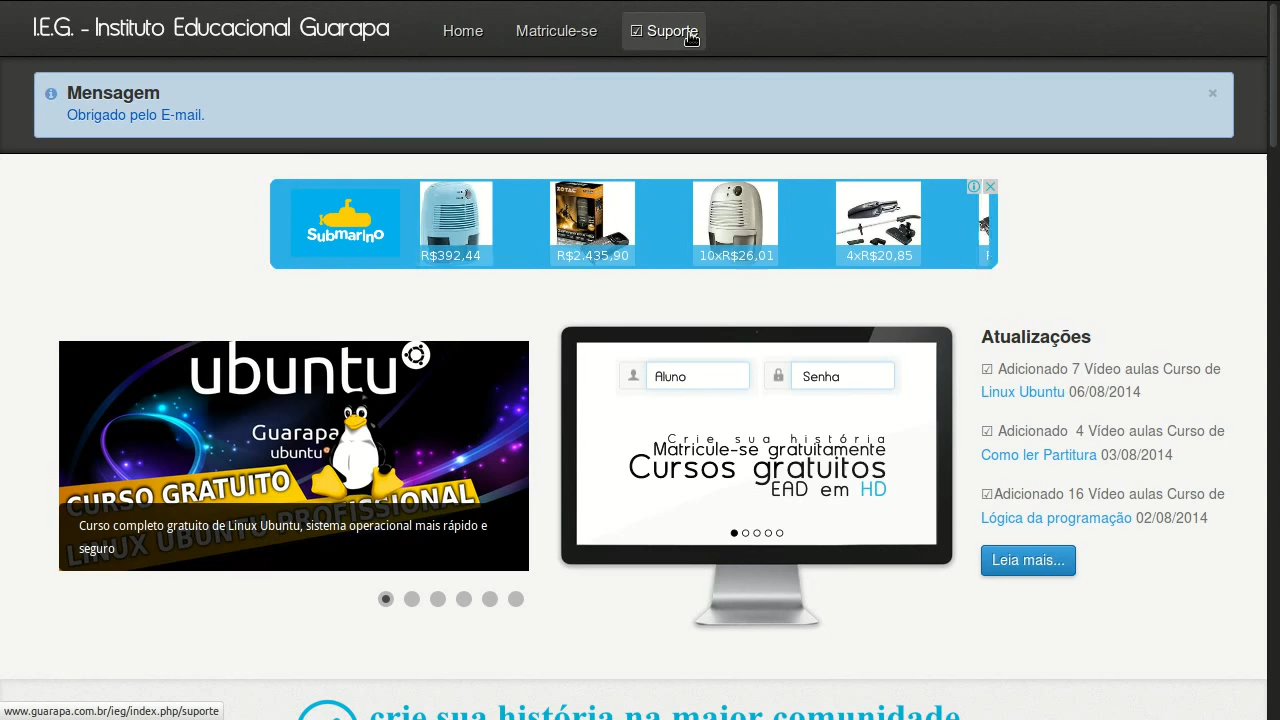 I.E.G. - Instituto Educacional Guarapa
Home
Matricule-se
☑ Suporte
Mensagem
×
Obrigado pelo E-mail.
Submarino
R$392,44
R$2.435,90
10xR$26,01
4xR$20,85
ZOTAC
ubuntu
Guarapa
ubuntu
CURSO GRATUITO
LINUX UBUNTU PROFISSIONAL
Curso completo gratuito de Linux Ubuntu, sistema operacional mais rápido e
seguro
Aluno
Senha
Crie sua história
Matricule-se gratuitamente
Cursos gratuitos
EAD em HD
Atualizações
☑ Adicionado 7 Vídeo aulas Curso de
Linux Ubuntu 06/08/2014
☑ Adicionado 4 Vídeo aulas Curso de
Como ler Partitura 03/08/2014
☑Adicionado 16 Vídeo aulas Curso de
Lógica da programação 02/08/2014
Leia mais...
crie sua história na maior comunidade
www.guarapa.com.br/ieg/index.php/suporte